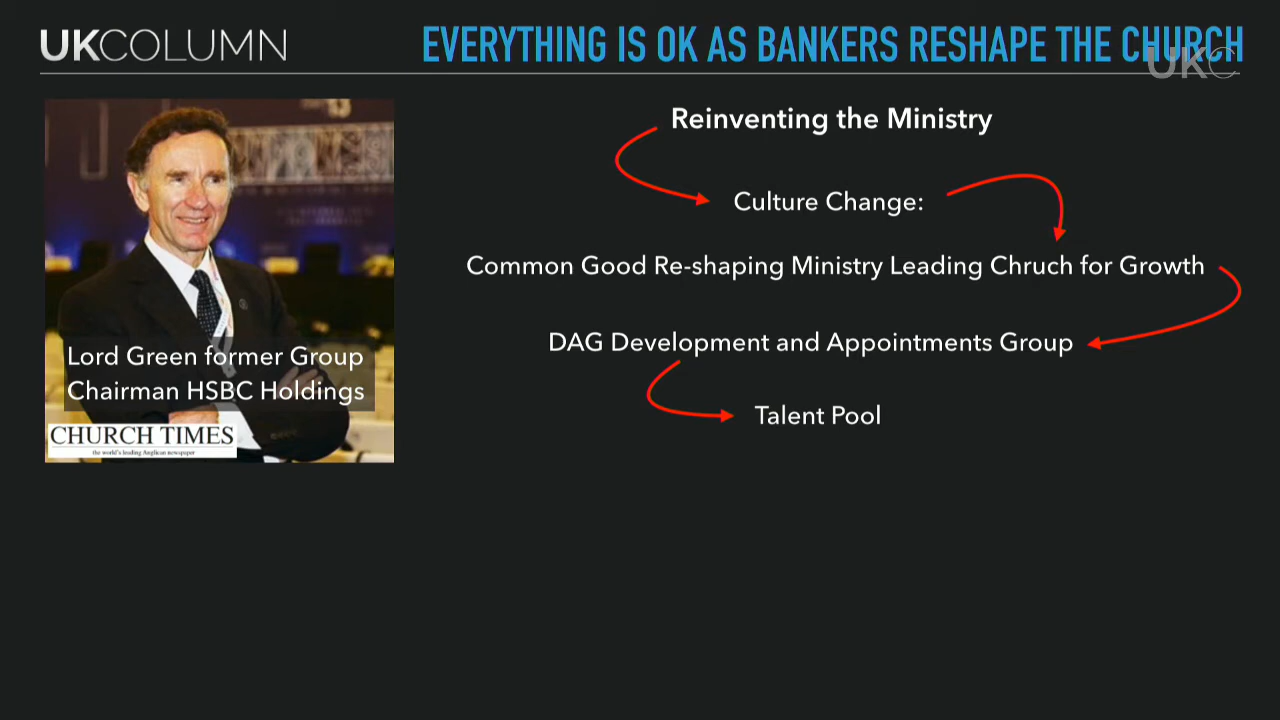 UKCOLUMN
EVERYTHING IS OK AS BANKERS RESHAPE THE CHURCH
UKC
Reinventing the Ministry
Culture Change:
Common Good Re-shaping Ministry Leading Chruch for Growth
DAG Development and Appointments Group
Talent Pool
Lord Green former Group
Chairman HSBC Holdings
CHURCH TIMES
the world's leading Anglican newspaper